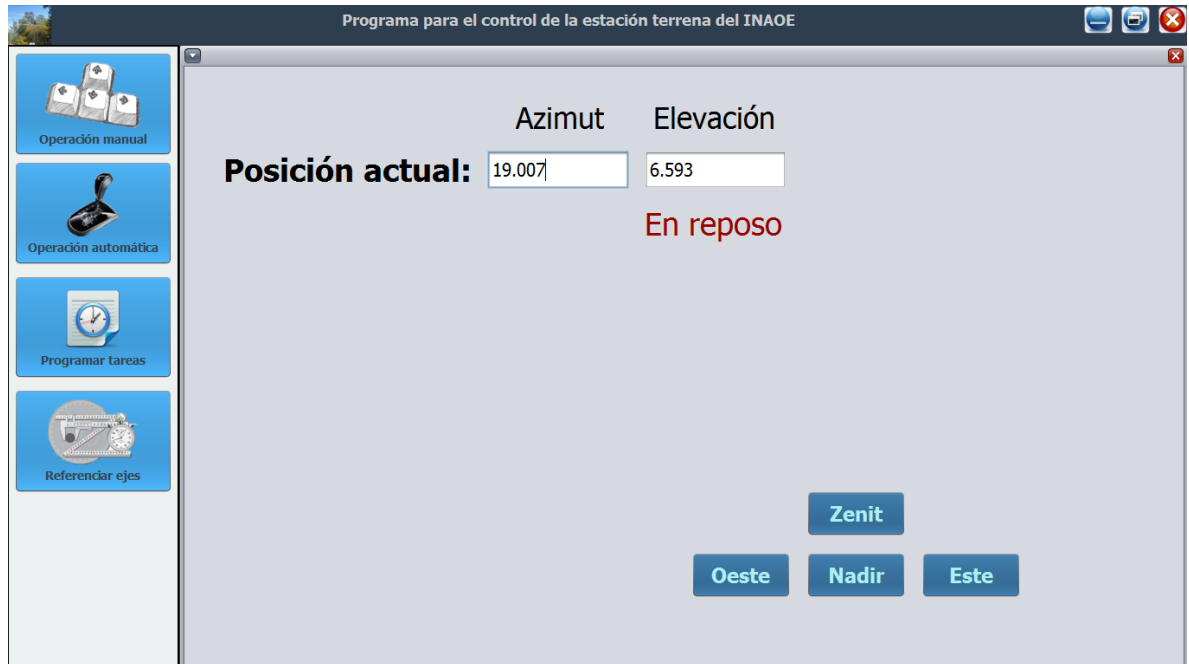 Programa para el control de la estación terrena del INAOE
Operación manual
Operación automática
Programar tareas
Referenciar ejes
Azimut Elevación
Posición actual: 19.007 6.593
En reposo
Zenit
Oeste Nadir Este